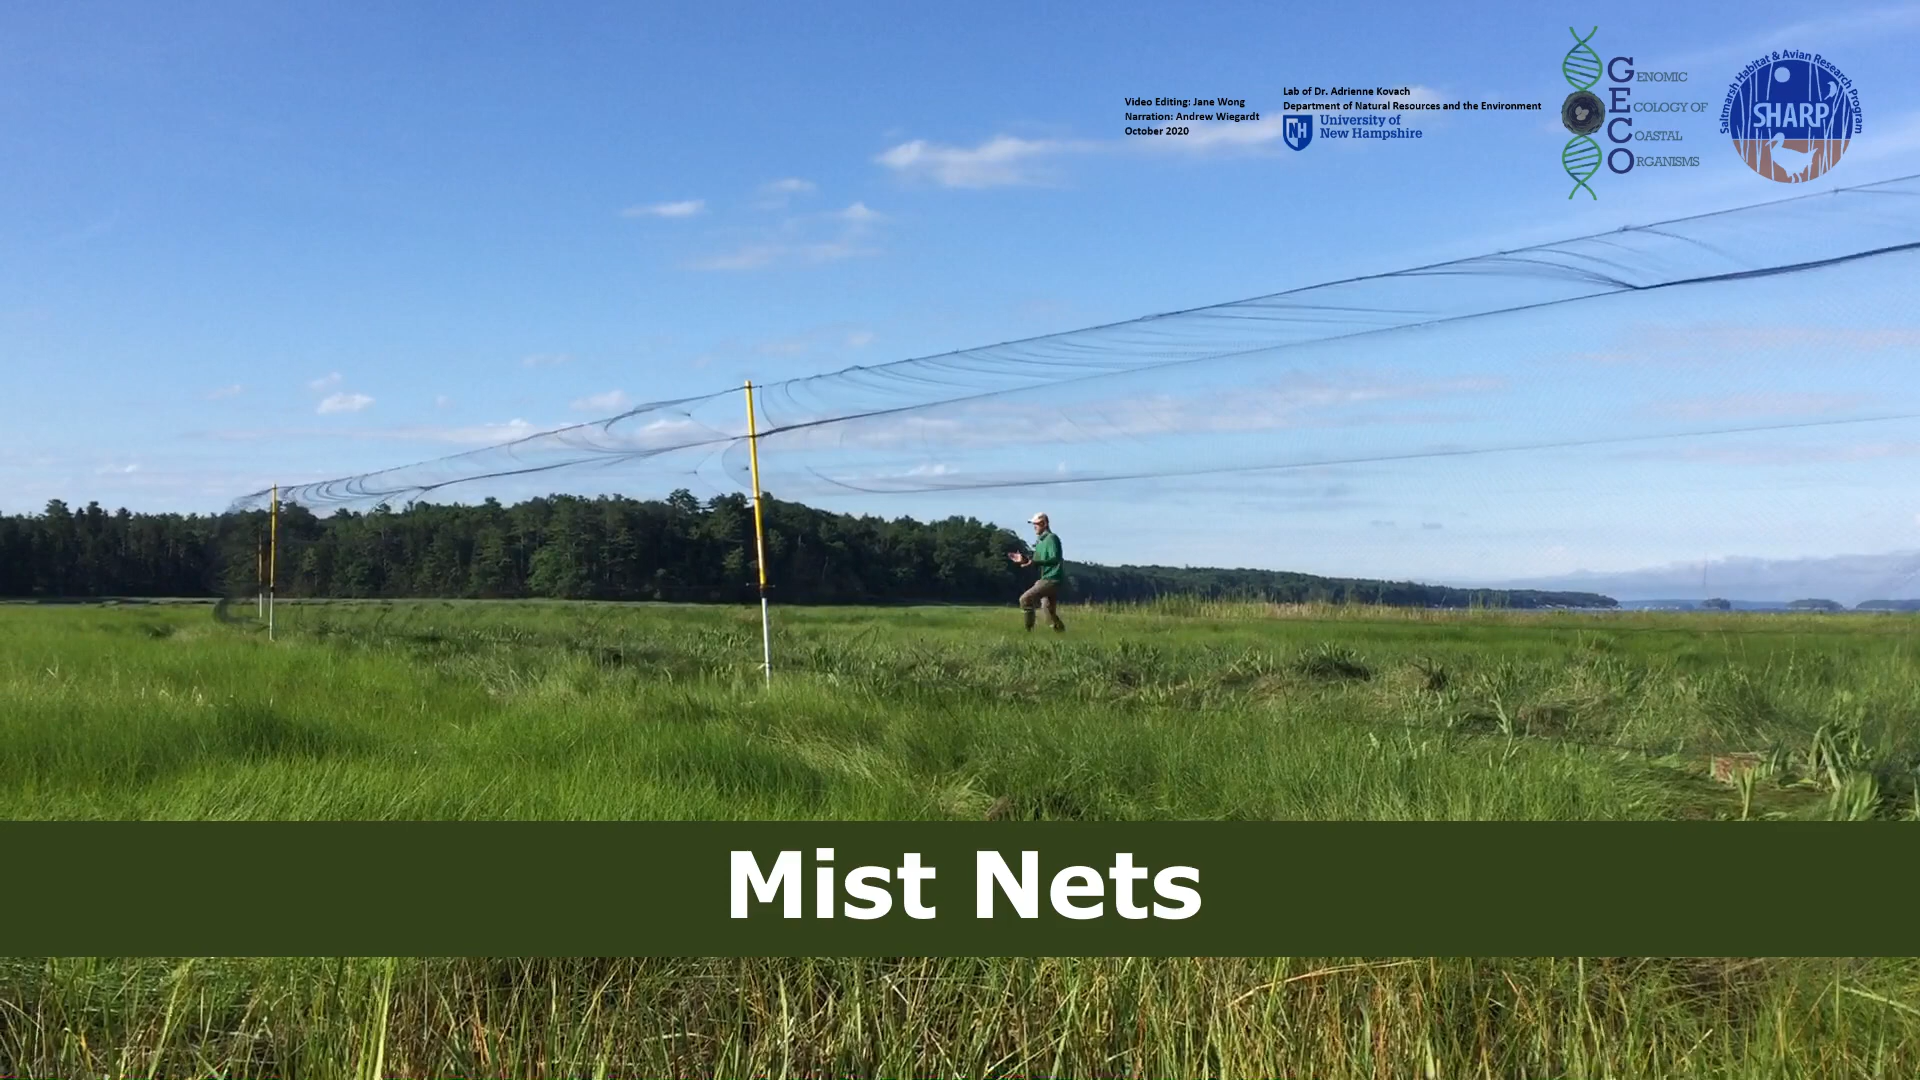 Video Editing: Jane Wong
Narration: Andrew Wiegardt
October 2020
Lab of Dr. Adrienne Kovach
Department of Natural Resources and the Environment
NH
University of
New Hampshire
GENOMIC
ECOLOGY OF
COASTAL
ORGANISMS
Saltmarsh Habitat & Avian Research Program
SHARP
Mist Nets